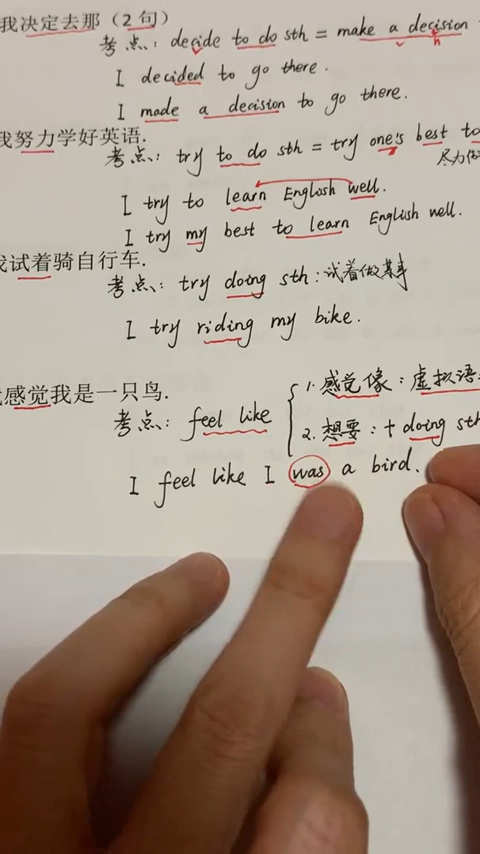 我决定去那（2句）
考点：decide to do sth = make a decision
I decided to go there.
I made a decision to go there.
我努力学好英语.
考点：try to do sth = try one's best to
尽力做
I try to learn English well.
I try my best to learn English well.
我试着骑自行车.
考点：try doing sth：试着做某事
I try riding my bike.
感觉我是一只鸟.
考点：feel like
1.感觉像：虚拟语
2.想要：+doing sth
I feel like I was a bird.